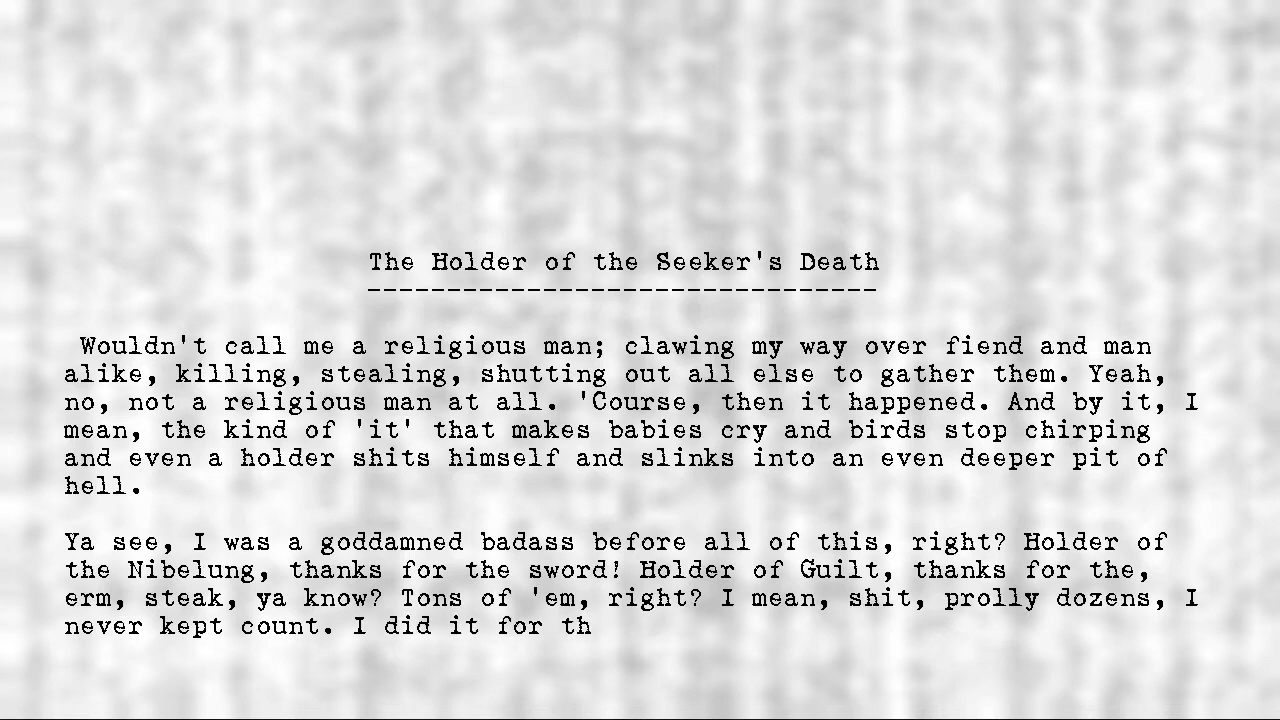 The Holder of the Seeker's Death
--------------------------------
Wouldn't call me a religious man; clawing my way over fiend and man
alike, killing, stealing, shutting out all else to gather them. Yeah,
no, not a religious man at all. 'Course, then it happened. And by it, I
mean, the kind of 'it' that makes babies cry and birds stop chirping
and even a holder shits himself and slinks into an even deeper pit of
hell.
Ya see, I was a goddamned badass before all of this, right? Holder of
the Nibelung, thanks for the sword! Holder of Guilt, thanks for the,
erm, steak, ya know? Tons of 'em, right? I mean, shit, prolly dozens, I
never kept count. I did it for th